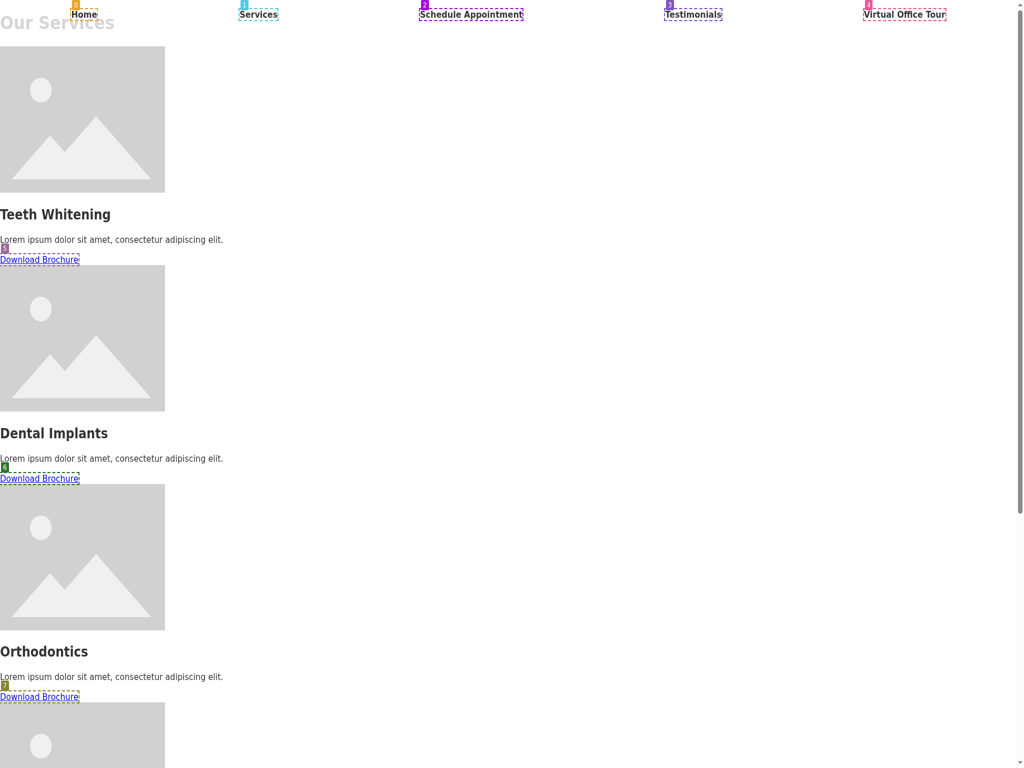 0 1 2 3 4
Home Services Schedule Appointment Testimonials Virtual Office Tour
Our Services
Teeth Whitening
Lorem ipsum dolor sit amet, consectetur adipiscing elit.
5
Download Brochure
Dental Implants
Lorem ipsum dolor sit amet, consectetur adipiscing elit.
6
Download Brochure
Orthodontics
Lorem ipsum dolor sit amet, consectetur adipiscing elit.
7
Download Brochure